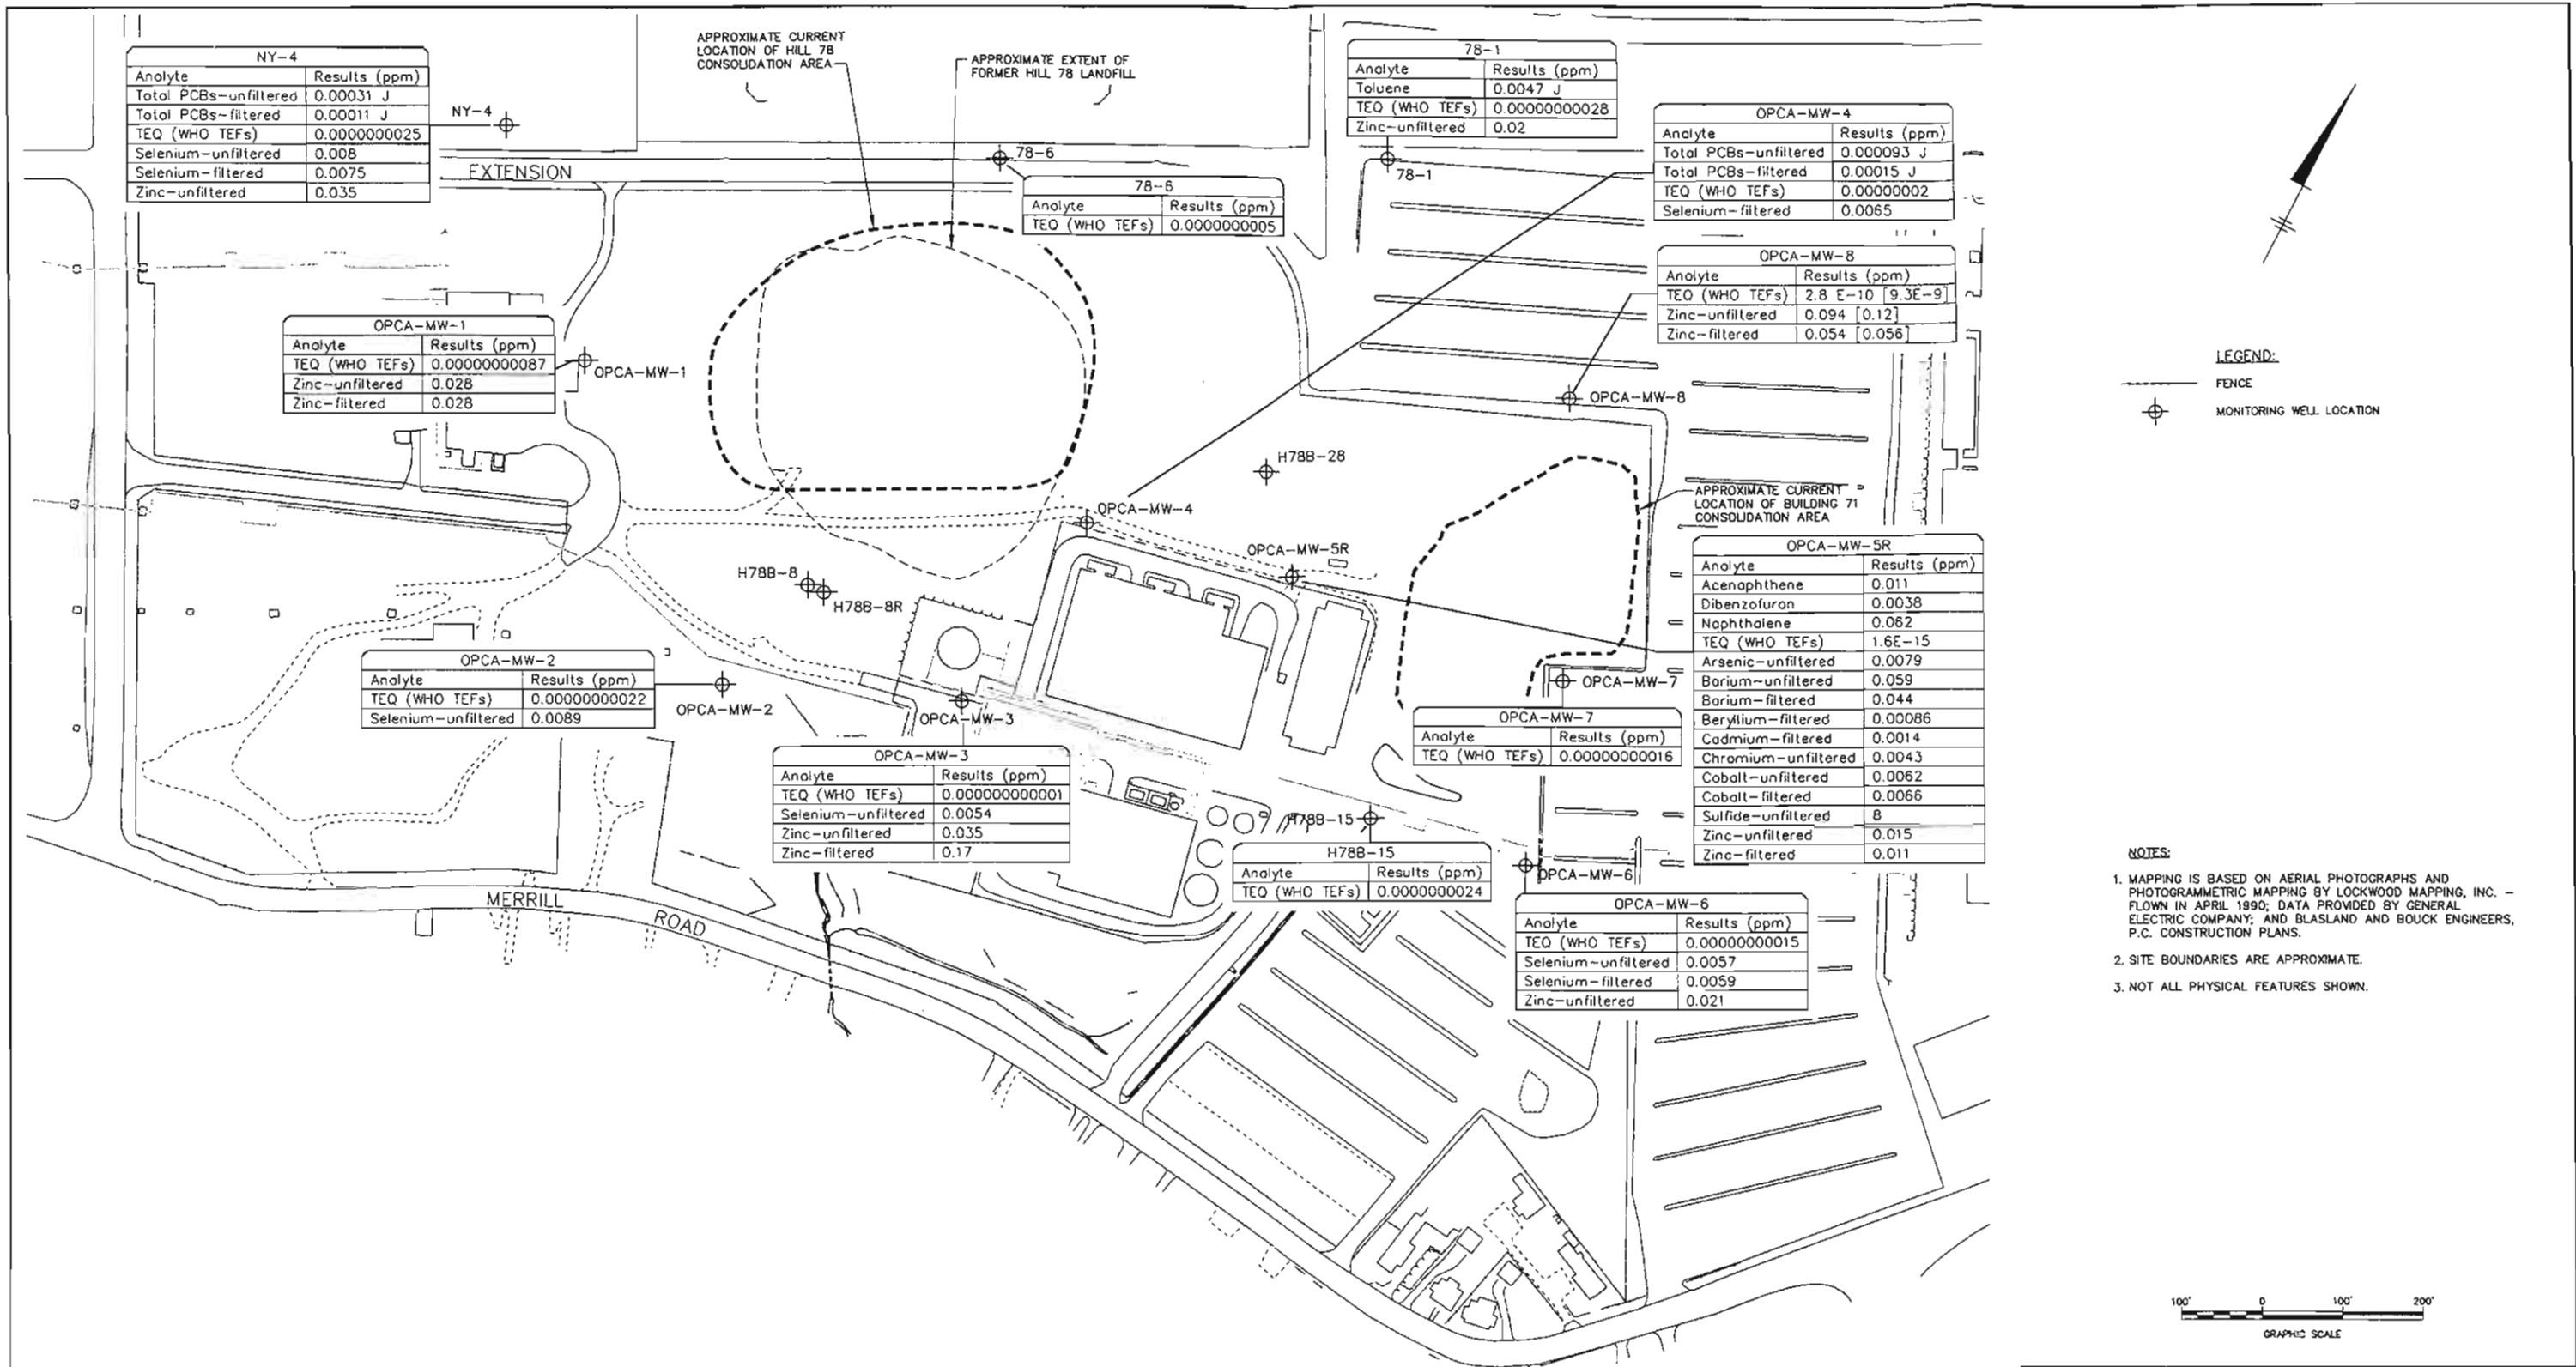 NY-4
Analyte Results (ppm)
Total PCBs-unfiltered 0.00031 J
Total PCBs-filtered 0.00011 J
TEQ (WHO TEFs) 0.0000000025
Selenium-unfiltered 0.008
Selenium-filtered 0.0075
Zinc-unfiltered 0.035
NY-4
EXTENSION
APPROXIMATE CURRENT
LOCATION OF HILL 78
CONSOLIDATION AREA
APPROXIMATE EXTENT OF
FORMER HILL 78 LANDFILL
78-6
78-6
Analyte Results (ppm)
TEQ (WHO TEFs) 0.0000000005
78-1
Analyte Results (ppm)
Toluene 0.0047 J
TEQ (WHO TEFs) 0.00000000028
Zinc-unfiltered 0.02
78-1
OPCA-MW-4
Analyte Results (ppm)
Total PCBs-unfiltered 0.000093 J
Total PCBs-filtered 0.00015 J
TEQ (WHO TEFs) 0.00000002
Selenium-filtered 0.0065
OPCA-MW-8
Analyte Results (ppm)
TEQ (WHO TEFs) 2.8 E-10 [9.3E-9]
Zinc-unfiltered 0.094 [0.12]
Zinc-filtered 0.054 [0.056]
OPCA-MW-1
Analyte Results (ppm)
TEQ (WHO TEFs) 0.00000000087
Zinc-unfiltered 0.028
Zinc-filtered 0.028
OPCA-MW-1
OPCA-MW-8
H78B-28
APPROXIMATE CURRENT
LOCATION OF BUILDING 71
CONSOLIDATION AREA
OPCA-MW-4
OPCA-MW-5R
H78B-8
H78B-8R
OPCA-MW-5R
Analyte Results (ppm)
Acenaphthene 0.011
Dibenzofuran 0.0038
Naphthalene 0.062
TEQ (WHO TEFs) 1.6E-15
Arsenic-unfiltered 0.0079
Barium-unfiltered 0.059
Barium-filtered 0.044
Beryllium-filtered 0.00086
Cadmium-filtered 0.0014
Chromium-unfiltered 0.0043
Cobalt-unfiltered 0.0062
Cobalt-filtered 0.0066
Sulfide-unfiltered 8
Zinc-unfiltered 0.015
Zinc-filtered 0.011
OPCA-MW-2
Analyte Results (ppm)
TEQ (WHO TEFs) 0.00000000022
Selenium-unfiltered 0.0089
OPCA-MW-2
OPCA-MW-3
OPCA-MW-7
OPCA-MW-7
Analyte Results (ppm)
TEQ (WHO TEFs) 0.00000000016
OPCA-MW-3
Analyte Results (ppm)
TEQ (WHO TEFs) 0.000000000001
Selenium-unfiltered 0.0054
Zinc-unfiltered 0.035
Zinc-filtered 0.17
H78B-15
H78B-15
Analyte Results (ppm)
TEQ (WHO TEFs) 0.0000000024
OPCA-MW-6
OPCA-MW-6
Analyte Results (ppm)
TEQ (WHO TEFs) 0.00000000015
Selenium-unfiltered 0.0057
Selenium-filtered 0.0059
Zinc-unfiltered 0.021
MERRILL
ROAD
LEGEND:
FENCE
MONITORING WELL LOCATION
NOTES:
1. MAPPING IS BASED ON AERIAL PHOTOGRAPHS AND
PHOTOGRAMMETRIC MAPPING BY LOCKWOOD MAPPING, INC. -
FLOWN IN APRIL 1990; DATA PROVIDED BY GENERAL
ELECTRIC COMPANY; AND BLASLAND AND BOUCK ENGINEERS,
P.C. CONSTRUCTION PLANS.
2. SITE BOUNDARIES ARE APPROXIMATE.
3. NOT ALL PHYSICAL FEATURES SHOWN.
100' 0 100' 200'
GRAPHIC SCALE